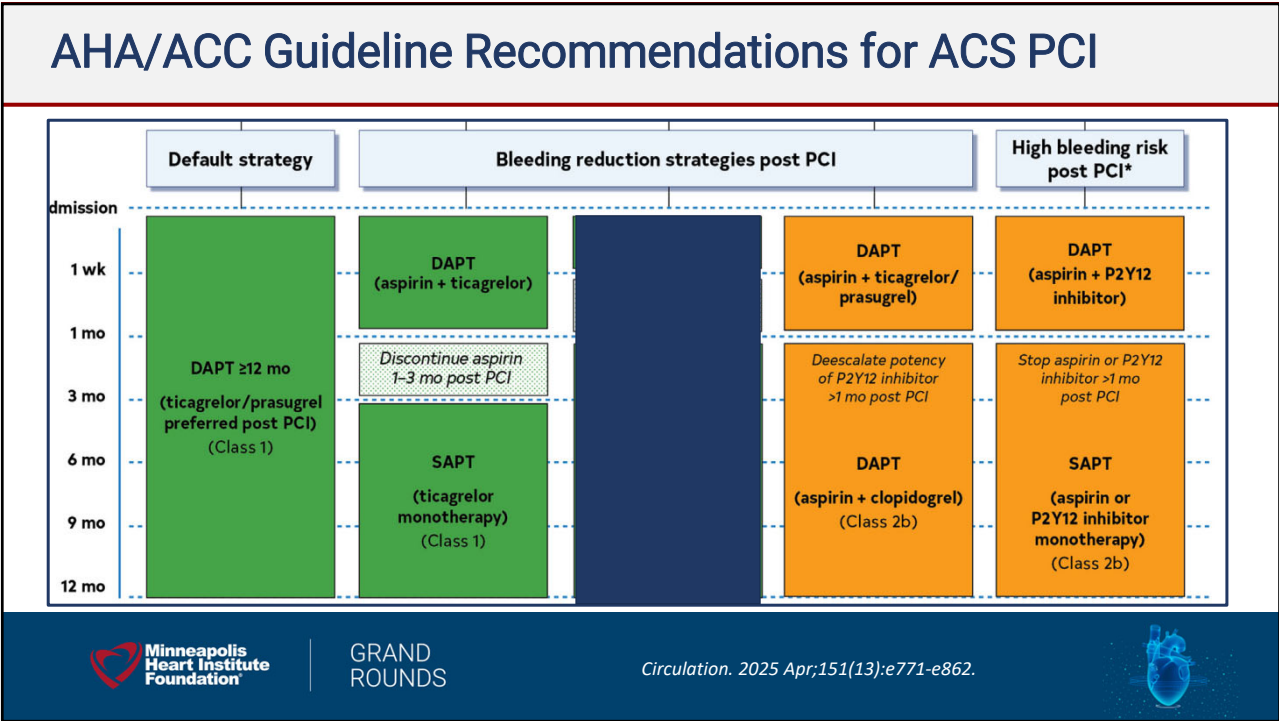 AHA/ACC Guideline Recommendations for ACS PCI
Default strategy
Bleeding reduction strategies post PCI
High bleeding risk
post PCI*
dmission
1 wk
1 mo
3 mo
6 mo
9 mo
12 mo
DAPT ≥12 mo
(ticagrelor/prasugrel
preferred post PCI)
(Class 1)
DAPT
(aspirin + ticagrelor)
Discontinue aspirin
1–3 mo post PCI
SAPT
(ticagrelor
monotherapy)
(Class 1)
DAPT
(aspirin + ticagrelor/
prasugrel)
Deescalate potency
of P2Y12 inhibitor
>1 mo post PCI
DAPT
(aspirin + clopidogrel)
(Class 2b)
DAPT
(aspirin + P2Y12
inhibitor)
Stop aspirin or P2Y12
inhibitor >1 mo
post PCI
SAPT
(aspirin or
P2Y12 inhibitor
monotherapy)
(Class 2b)
Minneapolis
Heart Institute
Foundation®
GRAND
ROUNDS
Circulation. 2025 Apr;151(13):e771-e862.